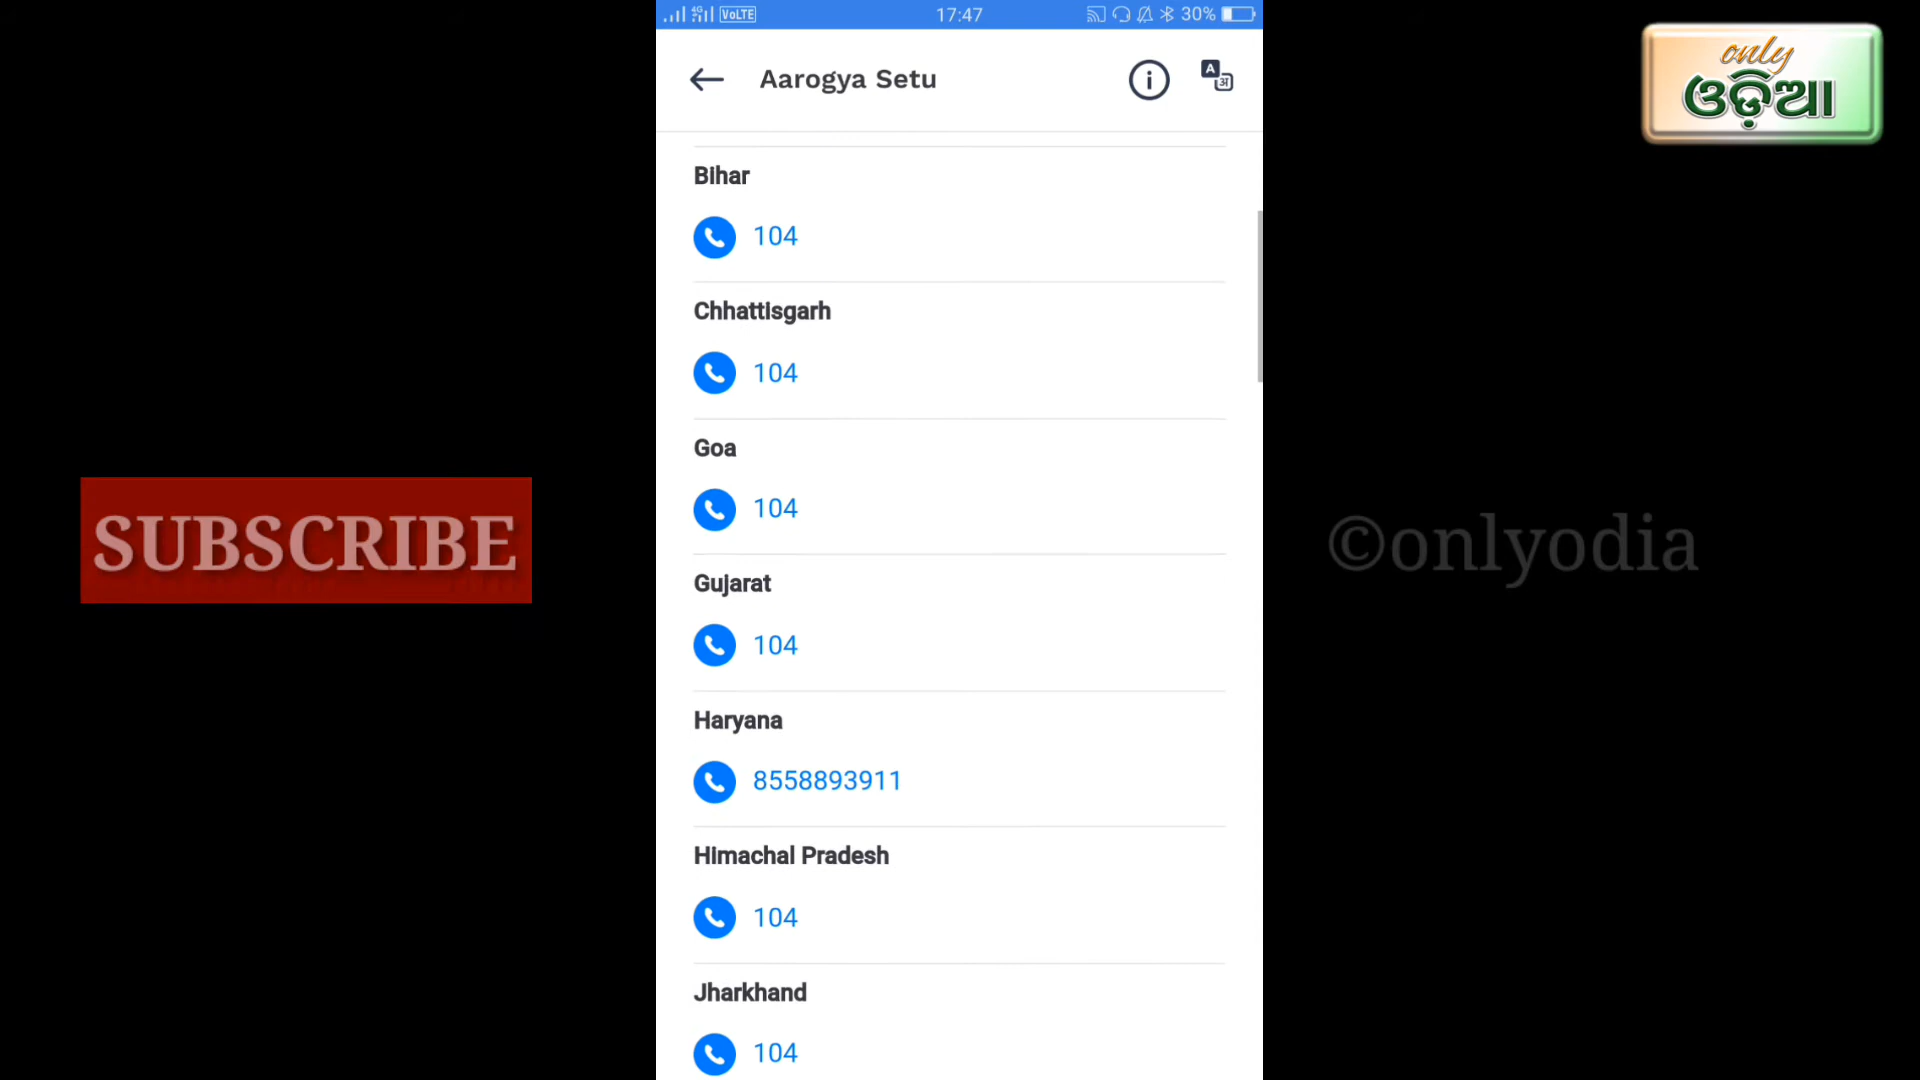 4G VoLTE 17:47 30%
Aarogya Setu
only
ଓଡ଼ିଆ
Bihar
104
Chhattisgarh
104
Goa
104
Gujarat
104
Haryana
8558893911
Himachal Pradesh
104
Jharkhand
104
SUBSCRIBE
©onlyodia